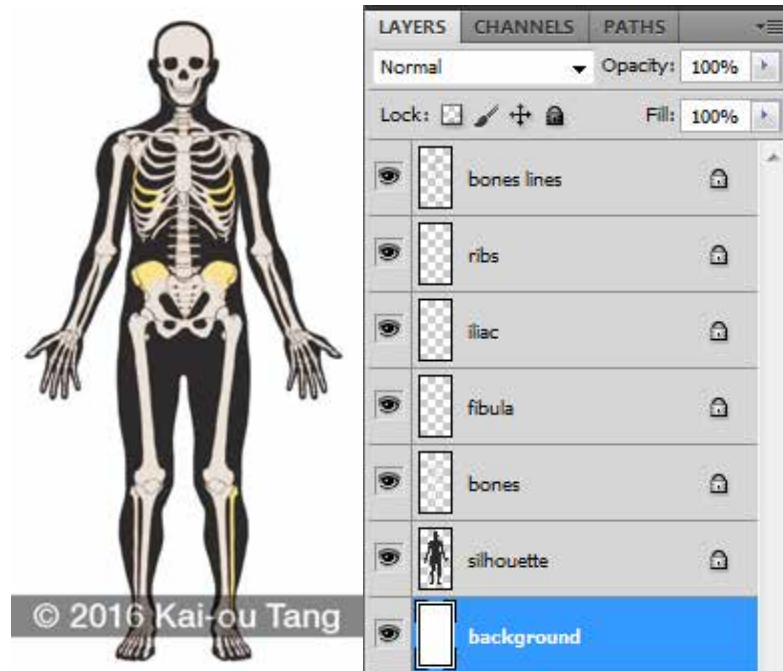 LAYERS CHANNELS PATHS
Normal Opacity: 100%
Lock: Fill: 100%
bones lines
ribs
iliac
fibula
bones
silhouette
background
© 2016 Kai-ou Tang